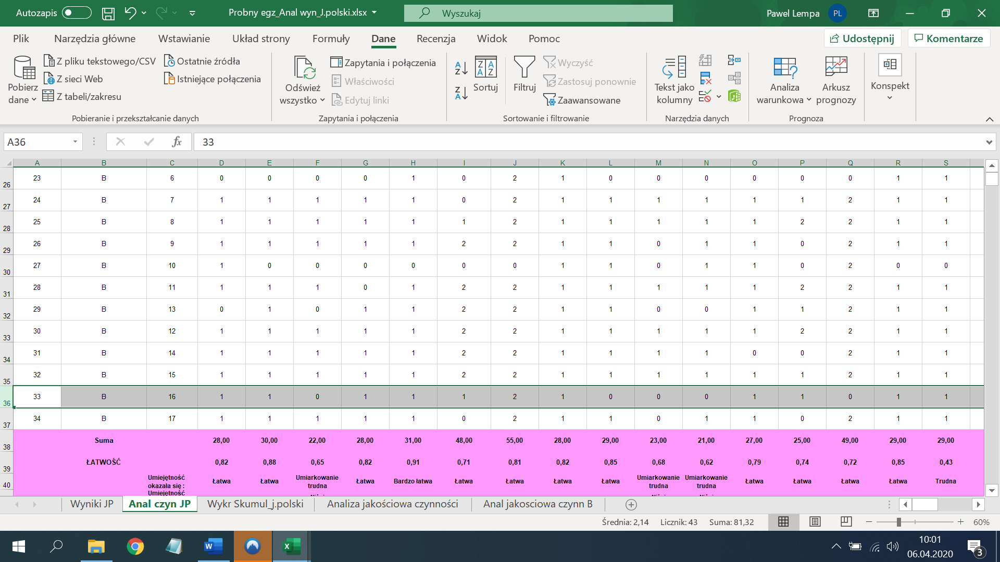 Autozapis Probny egz_Anal wyn_J.polski.xlsx Wyszukaj Pawel Lempa PL
Plik Narzędzia główne Wstawianie Układ strony Formuły Dane Recenzja Widok Pomoc Udostępnij Komentarze
Pobierz dane
Z pliku tekstowego/CSV
Z sieci Web
Z tabeli/zakresu
Ostatnie źródła
Istniejące połączenia
Pobieranie i przekształcanie danych
Odśwież wszystko
Zapytania i połączenia
Właściwości
Edytuj linki
Zapytania i połączenia
Sortuj
Filtruj
Wyczyść
Zastosuj ponownie
Zaawansowane
Sortowanie i filtrowanie
Tekst jako kolumny
Narzędzia danych
Analiza warunkowa
Arkusz prognozy
Prognoza
Konspekt
A36 fx 33
A B C D E F G H I J K L M N O P Q R S
26 23 B 6 0 0 0 0 1 0 2 1 0 0 0 0 0 0 1 1
27 24 B 7 1 1 1 1 1 0 2 1 1 1 1 1 1 2 1 1
28 25 B 8 1 1 1 1 1 1 2 1 1 1 1 1 2 2 1 1
29 26 B 9 1 1 1 1 1 2 2 1 1 0 1 1 0 2 1 1
30 27 B 10 1 0 0 0 0 0 0 1 1 0 1 1 0 2 0 0
31 28 B 11 1 1 1 0 1 2 2 1 1 1 1 1 2 2 1 1
32 29 B 13 0 1 0 1 1 2 2 1 1 0 0 1 1 2 1 1
33 30 B 12 1 1 1 1 1 2 2 1 1 1 1 1 2 2 1 1
34 31 B 14 1 1 1 1 1 2 2 1 1 1 1 0 0 2 1 1
35 32 B 15 1 1 1 1 1 2 2 1 1 1 1 1 1 2 1 1
36 33 B 16 1 1 0 1 1 1 2 1 0 0 0 1 1 0 1 1
37 34 B 17 1 1 1 1 1 0 2 1 1 0 1 1 0 2 1 1
38 Suma 28,00 30,00 22,00 28,00 31,00 48,00 55,00 28,00 29,00 23,00 21,00 27,00 25,00 49,00 29,00 29,00
39 ŁATWOŚĆ 0,82 0,88 0,65 0,82 0,91 0,71 0,81 0,82 0,85 0,68 0,62 0,79 0,74 0,72 0,85 0,43
40 Umiejętność okazała się : Łatwa Łatwa Umiarkowanie trudna Łatwa Bardzo łatwa Łatwa Łatwa Łatwa Łatwa Umiarkowanie trudna Umiarkowanie trudna Łatwa Łatwa Łatwa Łatwa Trudna
Umiejętność
Wyniki JP Anal czyn JP Wykr Skumul_j.polski Analiza jakościowa czynności Anal jakosciowa czynn B
Średnia: 2,14 Licznik: 43 Suma: 81,32 60%
10:01
06.04.2020
3